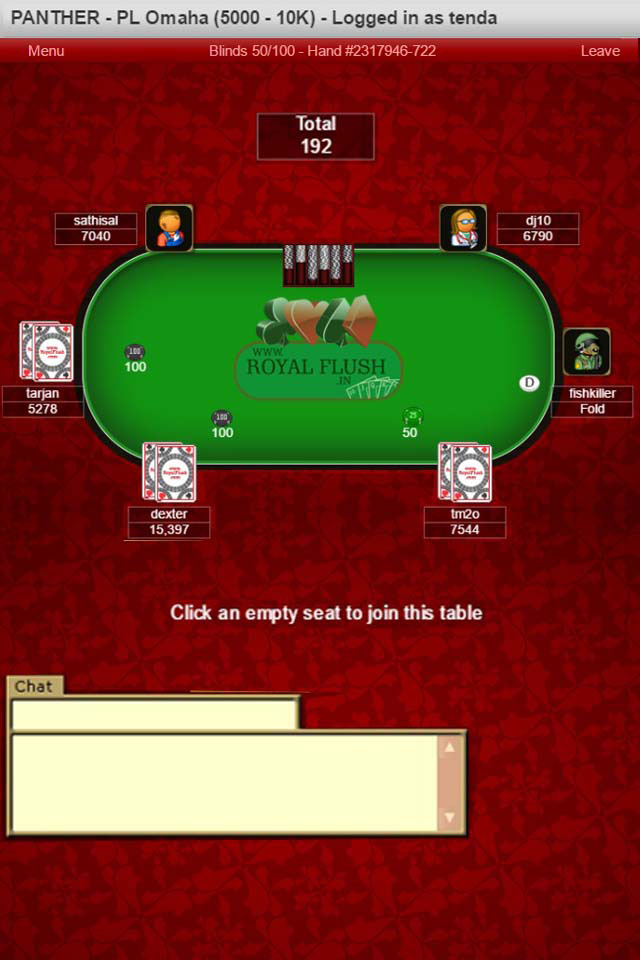 PANTHER - PL Omaha (5000 - 10K) - Logged in as tenda
Menu
Blinds 50/100 - Hand #2317946-722
Leave
Total
192
sathisal
7040
dj10
6790
100
100
WWW.
ROYAL FLUSH
.IN
D
tarjan
5278
fishkiller
Fold
100
100
25
50
dexter
15,397
tm2o
7544
Click an empty seat to join this table
Chat